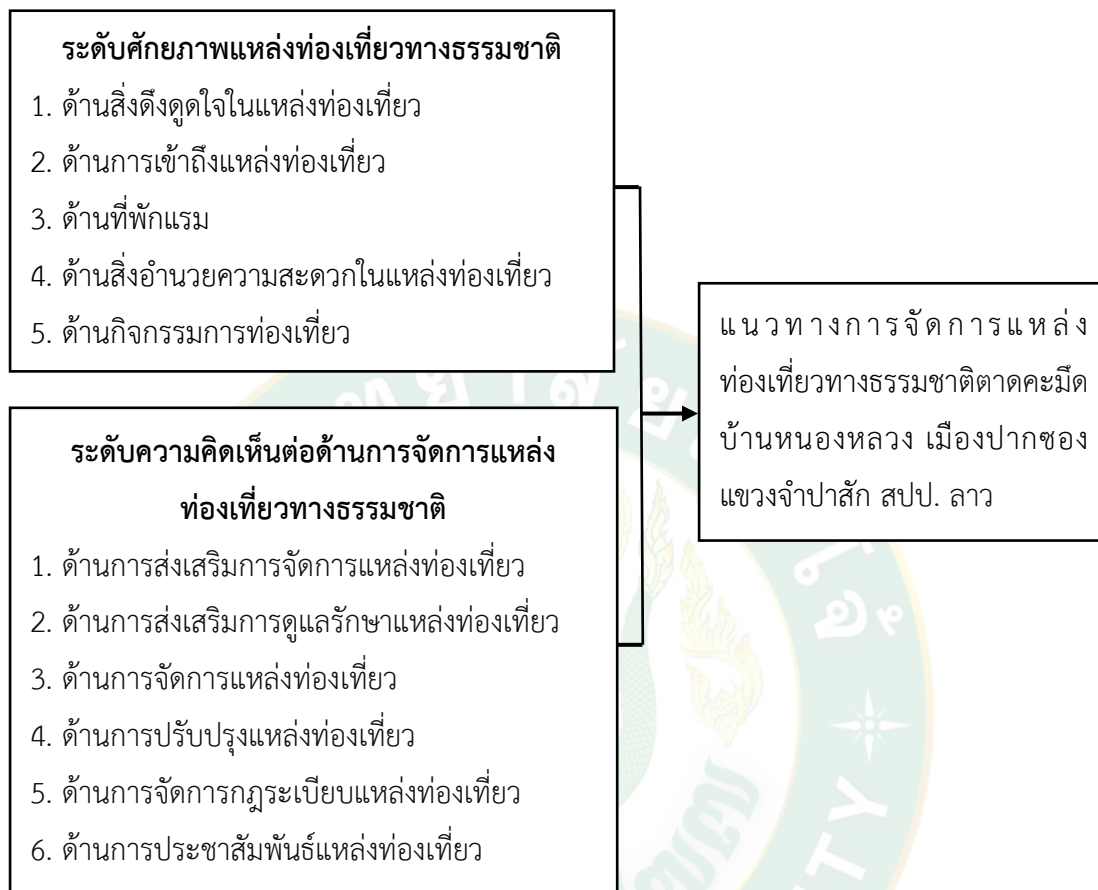 ระดับศักยภาพแหล่งท่องเที่ยวทางธรรมชาติ
1. ด้านสิ่งดึงดูดใจในแหล่งท่องเที่ยว
2. ด้านการเข้าถึงแหล่งท่องเที่ยว
3. ด้านที่พักแรม
4. ด้านสิ่งอำนวยความสะดวกในแหล่งท่องเที่ยว
5. ด้านกิจกรรมการท่องเที่ยว
ระดับความคิดเห็นต่อด้านการจัดการแหล่ง
ท่องเที่ยวทางธรรมชาติ
1. ด้านการส่งเสริมการจัดการแหล่งท่องเที่ยว
2. ด้านการส่งเสริมการดูแลรักษาแหล่งท่องเที่ยว
3. ด้านการจัดการแหล่งท่องเที่ยว
4. ด้านการปรับปรุงแหล่งท่องเที่ยว
5. ด้านการจัดการกฎระเบียบแหล่งท่องเที่ยว
6. ด้านการประชาสัมพันธ์แหล่งท่องเที่ยว
แนวทางการจัดการแหล่ง
ท่องเที่ยวทางธรรมชาติตาดคะมึด
บ้านหนองหลวง เมืองปากซอง
แขวงจำปาสัก สปป. ลาว